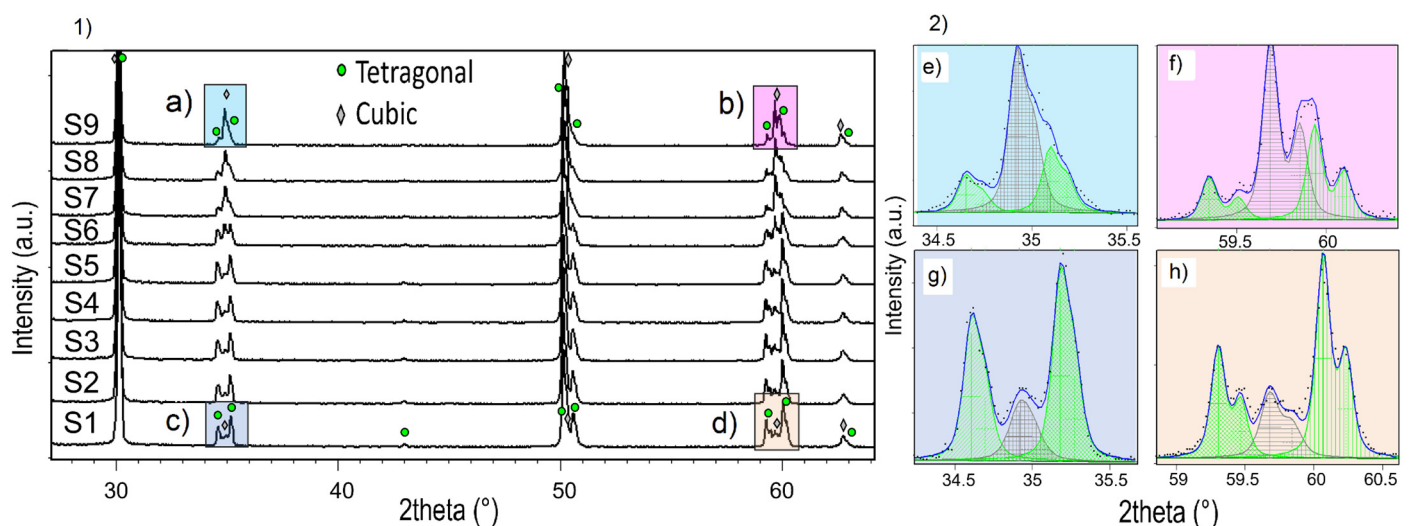 1)
Intensity (a.u.)
Tetragonal
Cubic
a)
b)
S9
S8
S7
S6
S5
S4
S3
S2
S1
c)
d)
30
40
50
60
2theta (°)
2)
Intensity (a.u.)
e)
34.5
35
35.5
f)
59.5
60
g)
34.5
35
35.5
h)
59
59.5
60
60.5
2theta (°)